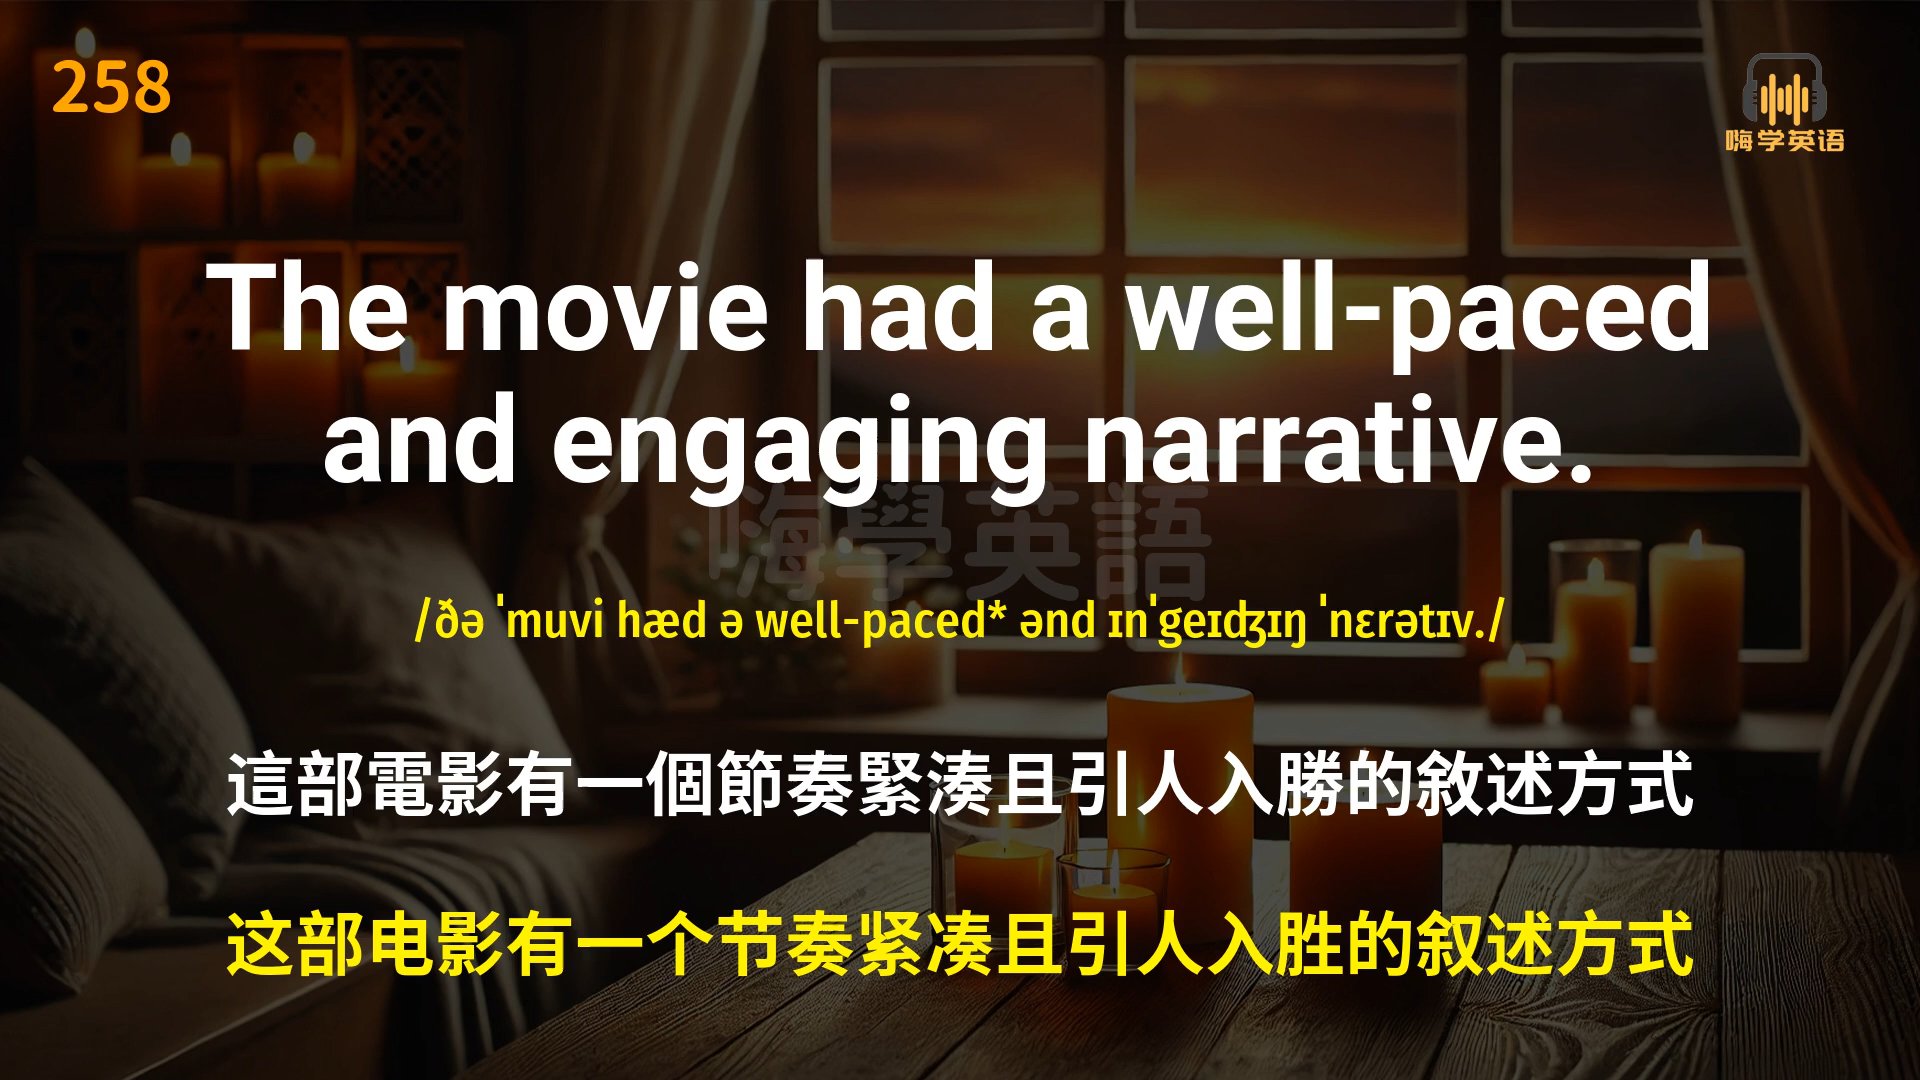 258
嗨学英语
The movie had a well-paced
and engaging narrative.
嗨學英語
/ðə ˈmuvi hæd ə well-paced* ənd ɪnˈgeɪʤɪŋ ˈnɛrətɪv./
這部電影有一個節奏緊湊且引人入勝的敘述方式
这部电影有一个节奏紧凑且引人入胜的叙述方式